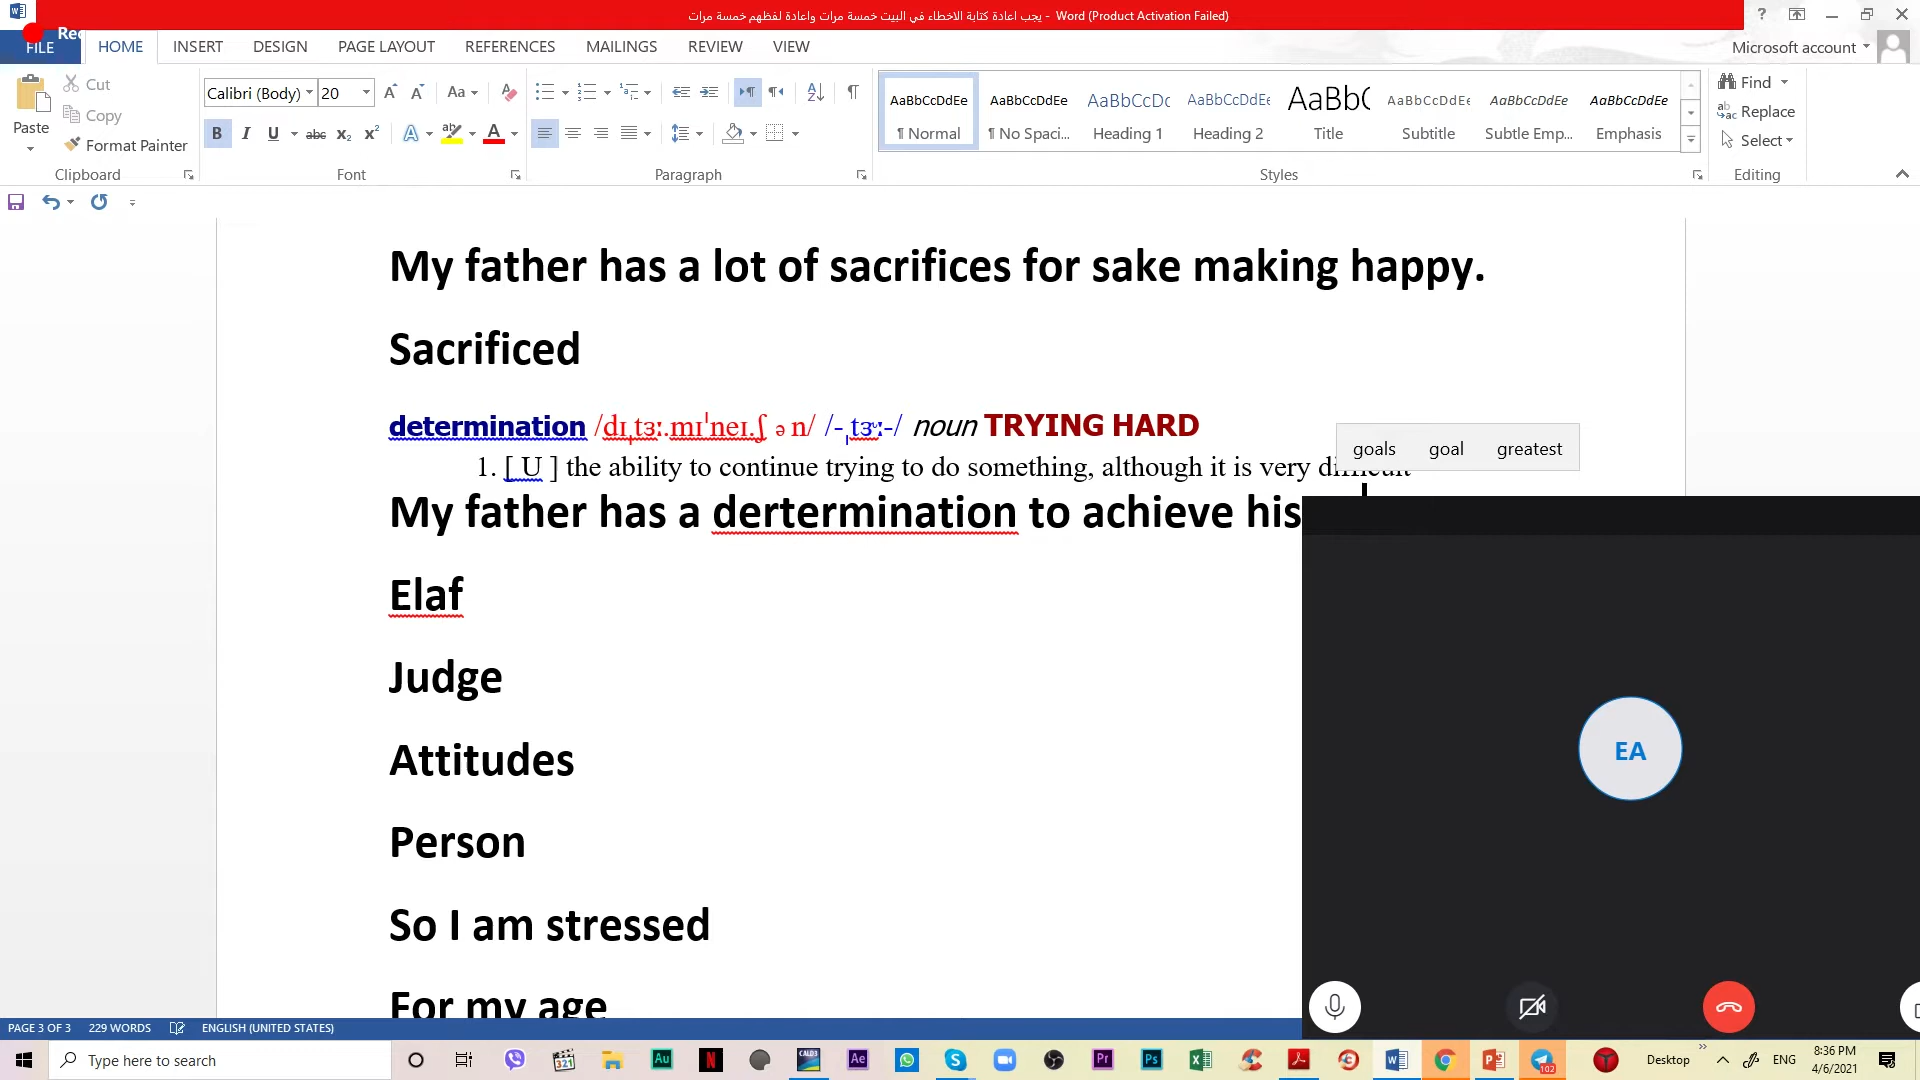 يجب اعادة كتابة الاخطاء في البيت خمسة مرات واعادة لفظهم خمسة مرات - Word (Product Activation Failed)
Rec
FILE HOME INSERT DESIGN PAGE LAYOUT REFERENCES MAILINGS REVIEW VIEW Microsoft account
Paste
Cut
Copy
Format Painter
Clipboard
Calibri (Body) 20
Font
Paragraph
AaBbCcDdEe AaBbCcDdEe AaBbCcDc AaBbCcDdEe AaBb( AaBbCcDdEe AaBbCcDdEe AaBbCcDdEe
¶ Normal ¶ No Spaci... Heading 1 Heading 2 Title Subtitle Subtle Emp... Emphasis
Styles
Find
Replace
Select
Editing
My father has a lot of sacrifices for sake making happy.
Sacrificed
determination /dɪˌtɜː.mɪˈneɪ.ʃ ə n/ /-ˌtɝː-/ noun TRYING HARD
goals goal greatest
1. [ U ] the ability to continue trying to do something, although it is very difficult
My father has a dertermination to achieve his
Elaf
Judge
Attitudes
Person
So I am stressed
For my age
EA
PAGE 3 OF 3 229 WORDS ENGLISH (UNITED STATES)
Type here to search
Desktop
ENG
8:36 PM
4/6/2021